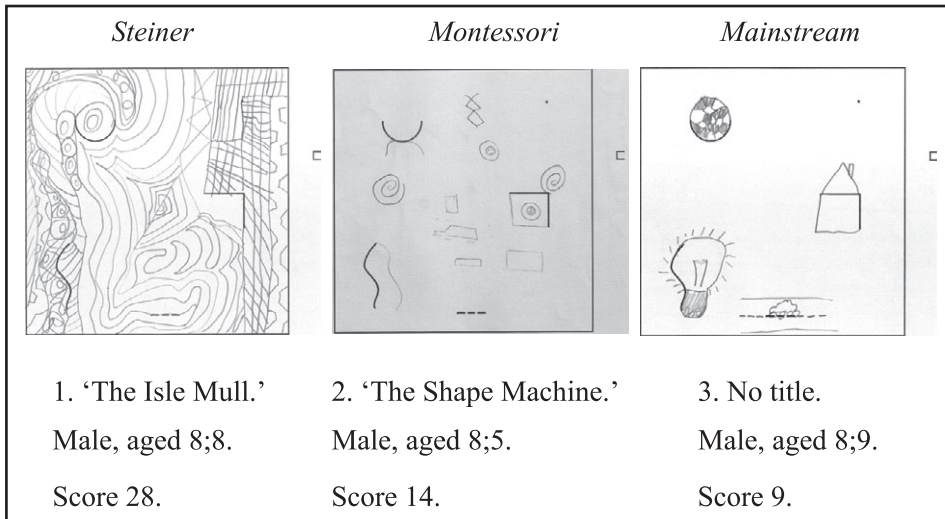 Steiner Montessori Mainstream
1. ‘The Isle Mull.’ 2. ‘The Shape Machine.’ 3. No title.
Male, aged 8;8. Male, aged 8;5. Male, aged 8;9.
Score 28. Score 14. Score 9.